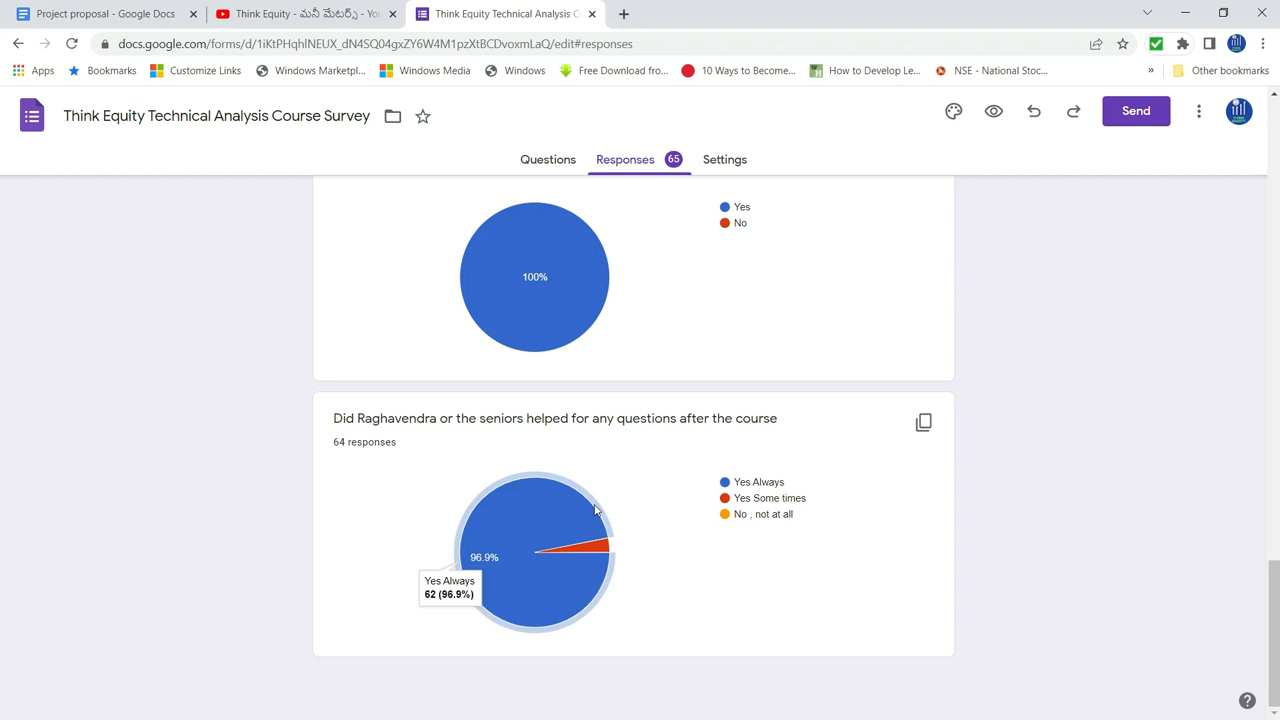 Project proposal - Google Docs
Think Equity - మనీ మేటర్స్ - You
Think Equity Technical Analysis C
docs.google.com/forms/d/1iKtPHqhINEUX_dN4SQ04gxZY6W4M1pzXtBCDvoxmLaQ/edit#responses
Apps
Bookmarks
Customize Links
Windows Marketpl...
Windows Media
Windows
Free Download fro...
10 Ways to Become...
How to Develop Le...
NSE - National Stoc...
»
Other bookmarks
Think Equity Technical Analysis Course Survey
Send
Questions
Responses 65
Settings
Yes
No
100%
Did Raghavendra or the seniors helped for any questions after the course
64 responses
Yes Always
Yes Some times
No , not at all
96.9%
Yes Always
62 (96.9%)